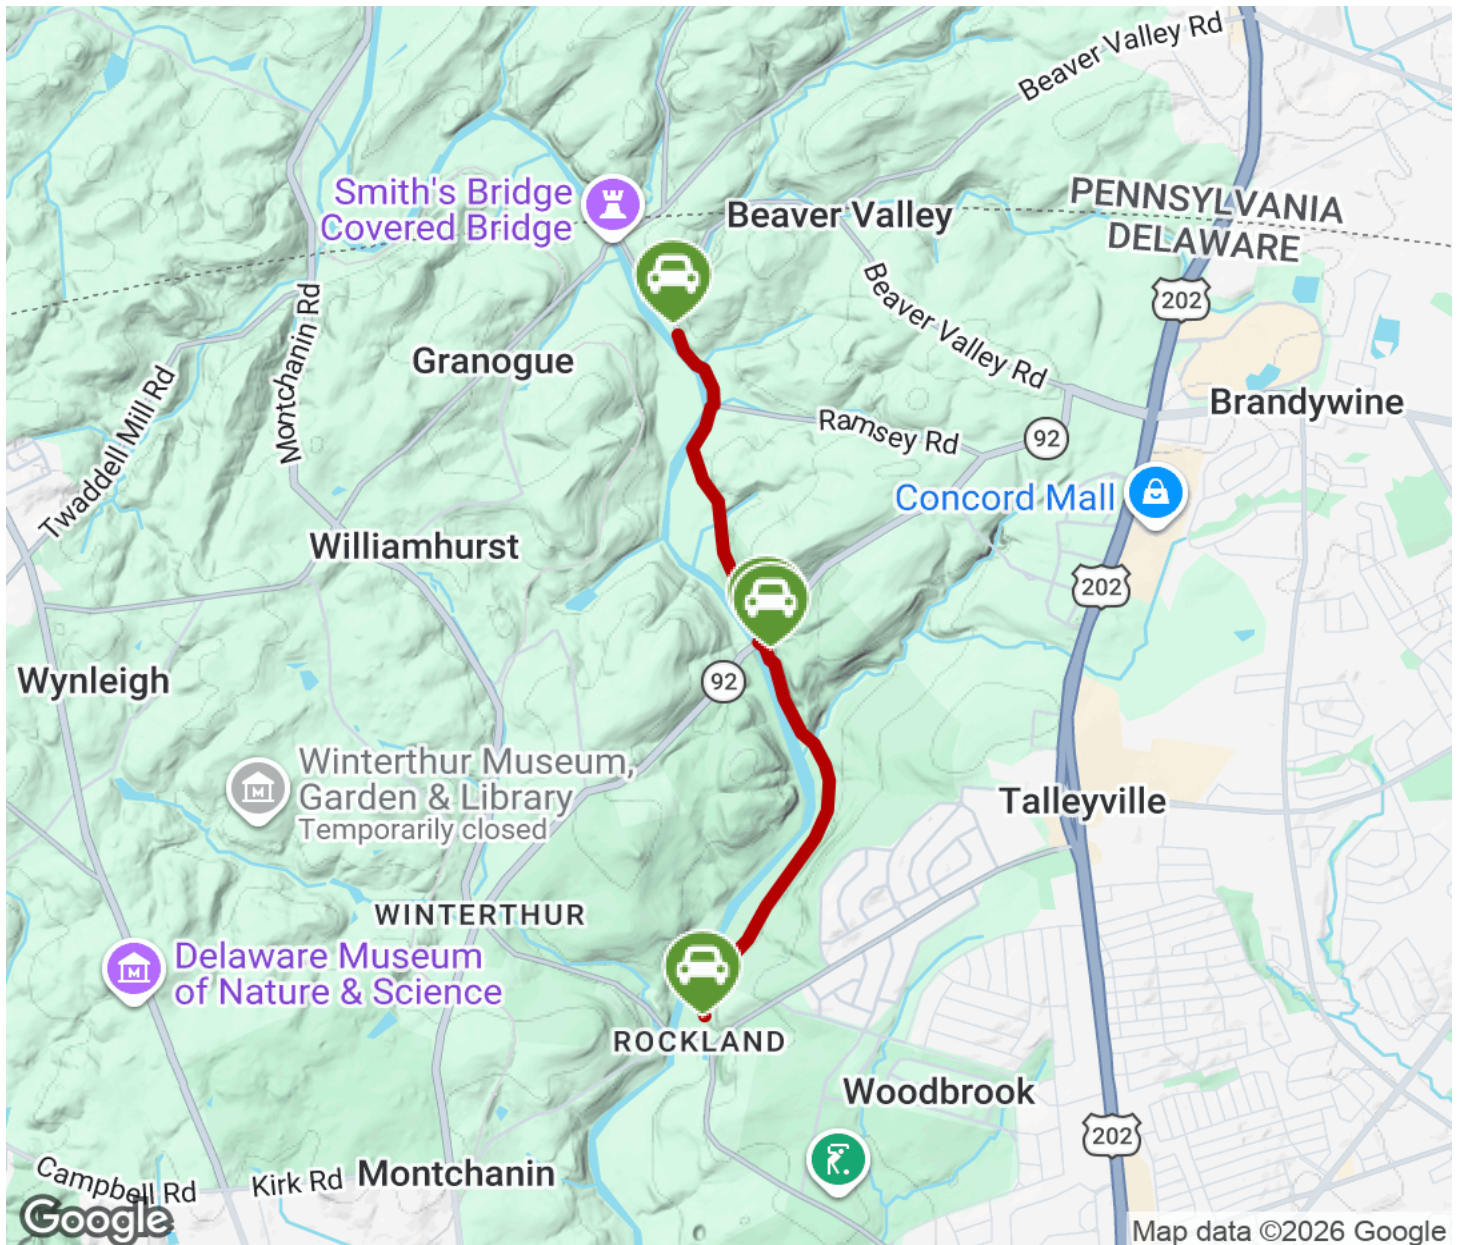 Beaver Valley Rd
Smith's Bridge
Covered Bridge
Beaver Valley
PENNSYLVANIA
DELAWARE
202
Beaver Valley Rd
Montchanin Rd
Granogue
Twaddell Mill Rd
Brandywine
Ramsey Rd
92
Concord Mall
Williamhurst
202
Wynleigh
92
Winterthur Museum,
Garden & Library
Temporarily closed
Talleyville
WINTERTHUR
Delaware Museum
of Nature & Science
ROCKLAND
Woodbrook
202
Campbell Rd
Kirk Rd
Montchanin
Google
Map data ©2026 Google